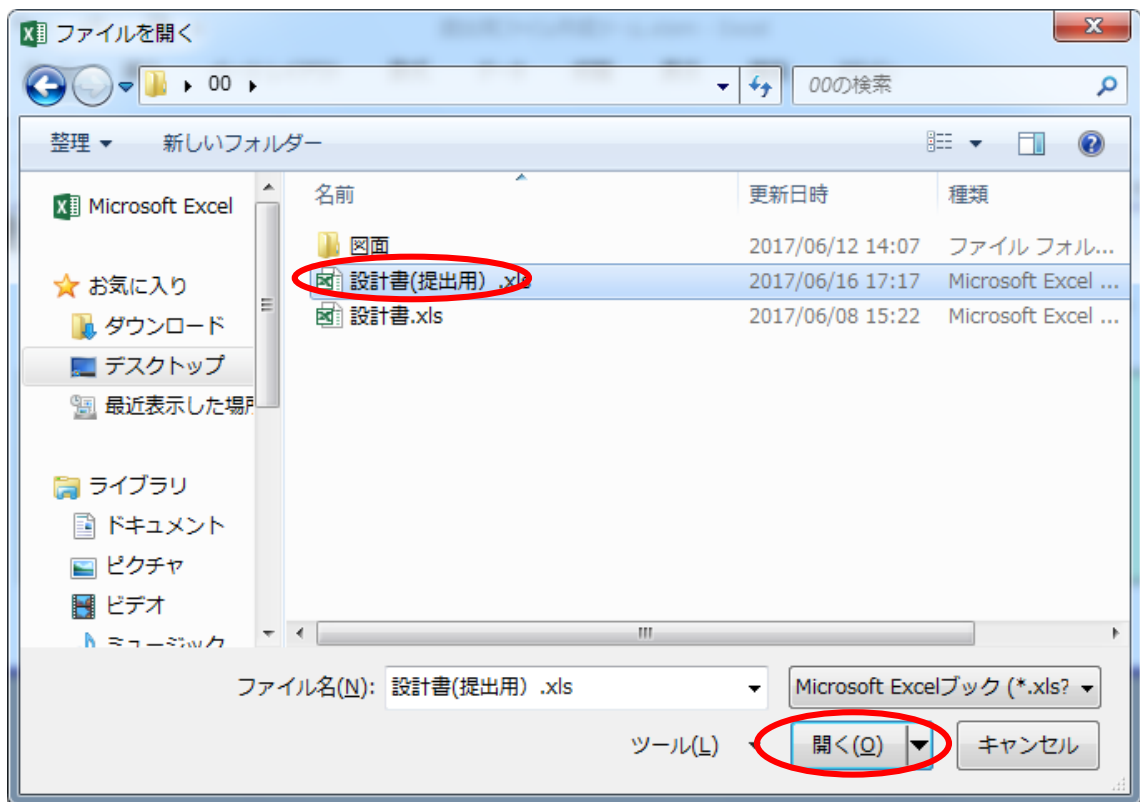 ファイルを開く
00
00の検索
整理 新しいフォルダー
名前 更新日時 種類
Microsoft Excel
図面 2017/06/12 14:07 ファイル フォル...
設計書(提出用）.xls 2017/06/16 17:17 Microsoft Excel ...
設計書.xls 2017/06/08 15:22 Microsoft Excel ...
お気に入り
ダウンロード
デスクトップ
最近表示した場所
ライブラリ
ドキュメント
ピクチャ
ビデオ
ミュージック
ファイル名(N): 設計書(提出用）.xls Microsoft Excelブック (*.xls?
ツール(L) 開く(O) キャンセル